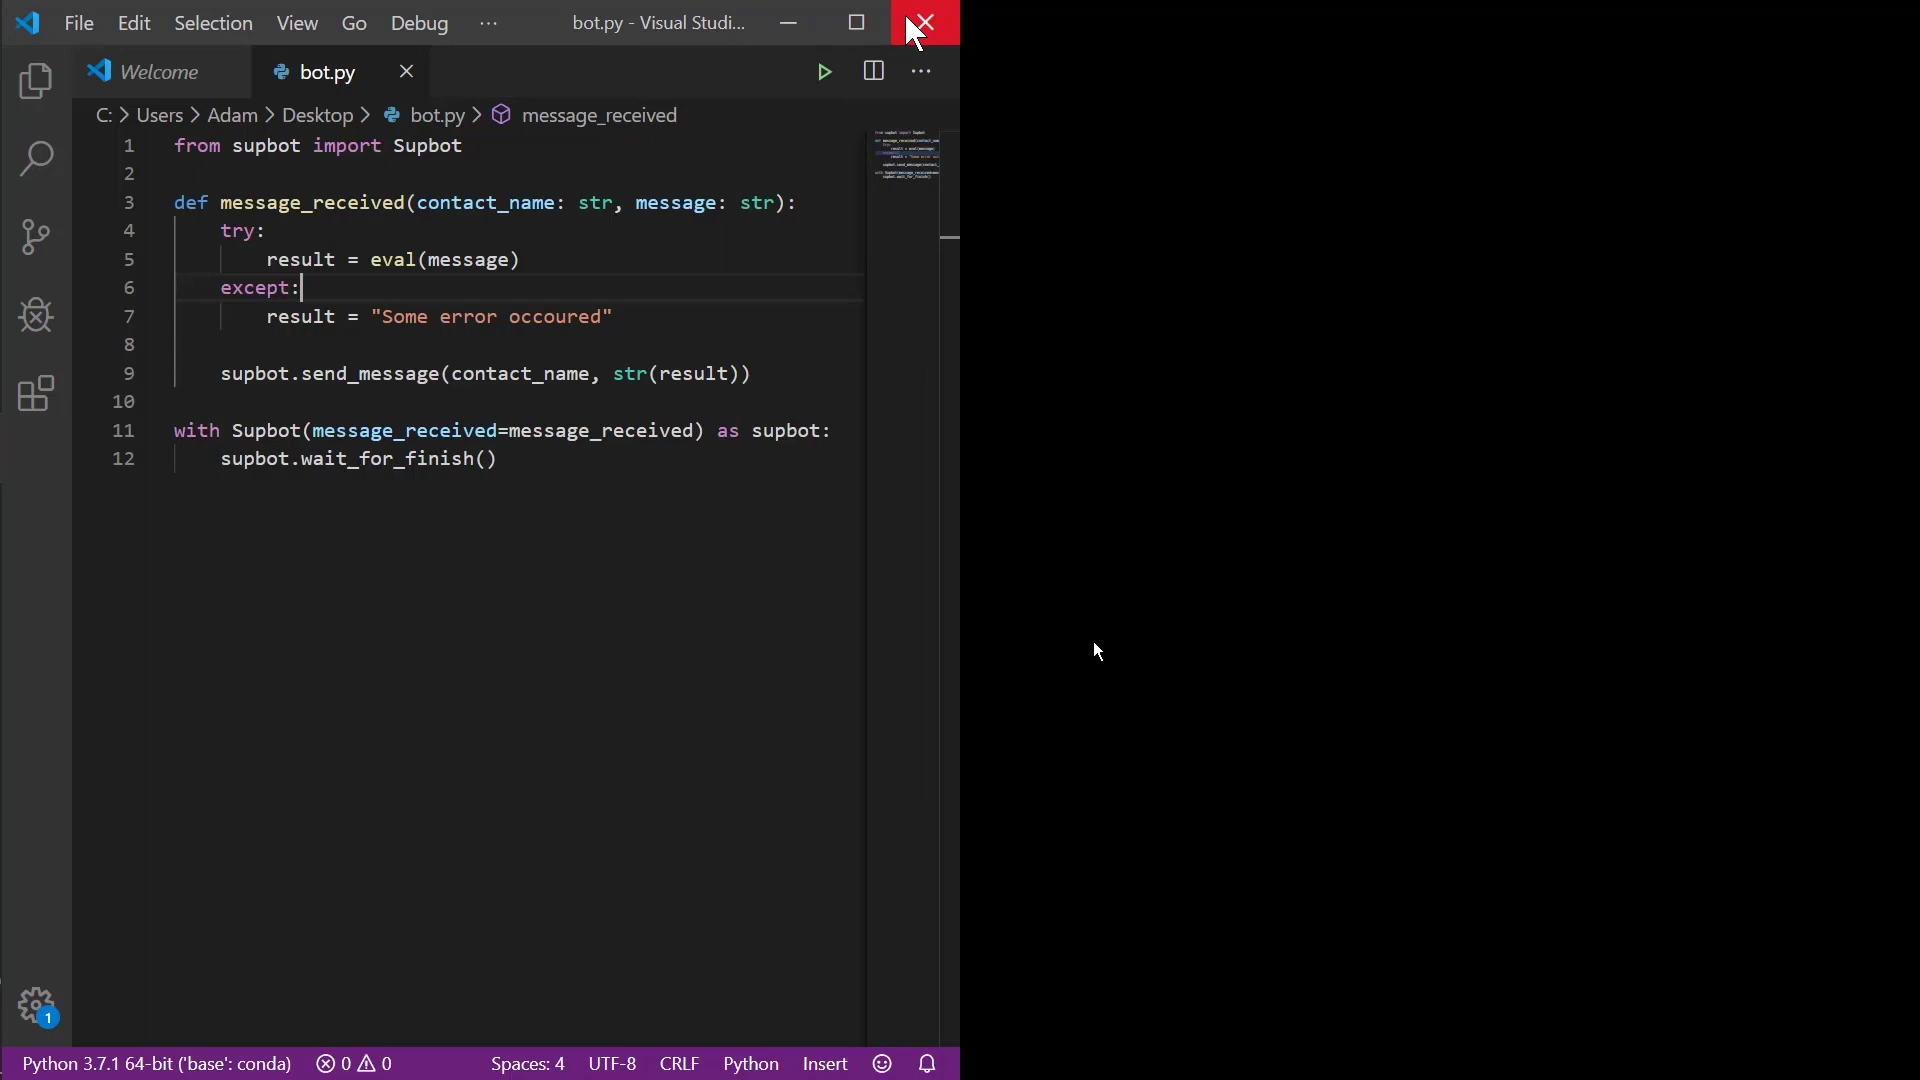 File Edit Selection View Go Debug ··· bot.py - Visual Studi...
Welcome bot.py
C: > Users > Adam > Desktop > bot.py > message_received
1 from supbot import Supbot
2
3 def message_received(contact_name: str, message: str):
4 try:
5 result = eval(message)
6 except:
7 result = "Some error occoured"
8
9 supbot.send_message(contact_name, str(result))
10
11 with Supbot(message_received=message_received) as supbot:
12 supbot.wait_for_finish()
1
Python 3.7.1 64-bit ('base': conda) 0 0 Spaces: 4 UTF-8 CRLF Python Insert